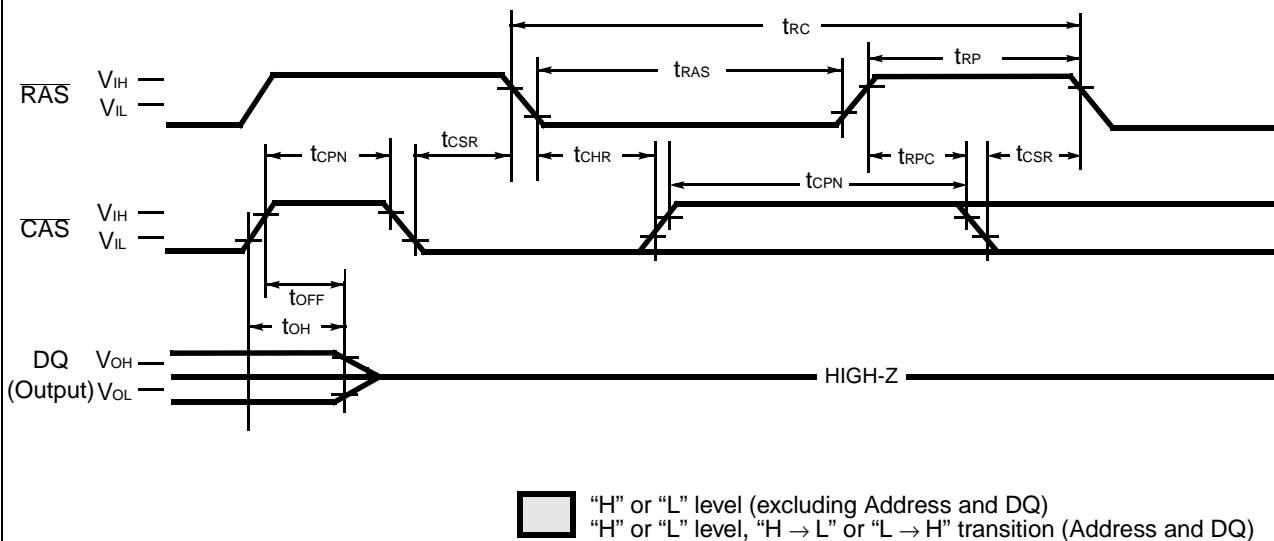 tRC
tRAS
tRP
RAS
VIH
VIL
tCPN
tCSR
tCHR
tRPC
tCSR
tCPN
CAS
VIH
VIL
tOFF
tOH
DQ
(Output)
VOH
VOL
HIGH-Z
“H” or “L” level (excluding Address and DQ)
“H” or “L” level, “H → L” or “L → H” transition (Address and DQ)